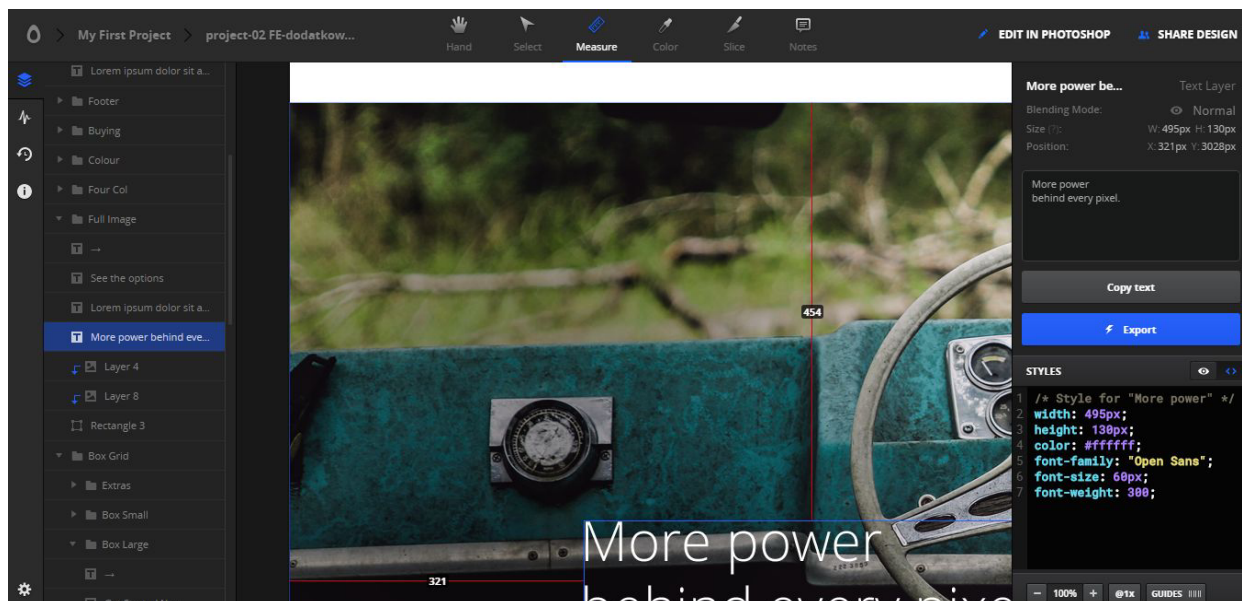 My First Project
project-02 FE-dodatkow...
Hand
Select
Measure
Color
Slice
Notes
EDIT IN PHOTOSHOP
SHARE DESIGN
Lorem ipsum dolor sit a...
Footer
Buying
Colour
Four Col
Full Image
→
See the options
Lorem ipsum dolor sit a...
More power behind eve...
Layer 4
Layer 8
Rectangle 3
Box Grid
Extras
Box Small
Box Large
→
454
321
More power
behind every pixe
More power be...
Text Layer
Blending Mode:
Normal
Size [?]:
W: 495px H: 130px
Position:
X: 321px Y: 3028px
More power
behind every pixel.
Copy text
Export
STYLES
1 /* Style for "More power" */
2 width: 495px;
3 height: 130px;
4 color: #ffffff;
5 font-family: "Open Sans";
6 font-size: 60px;
7 font-weight: 300;
− 100% + @1x GUIDES